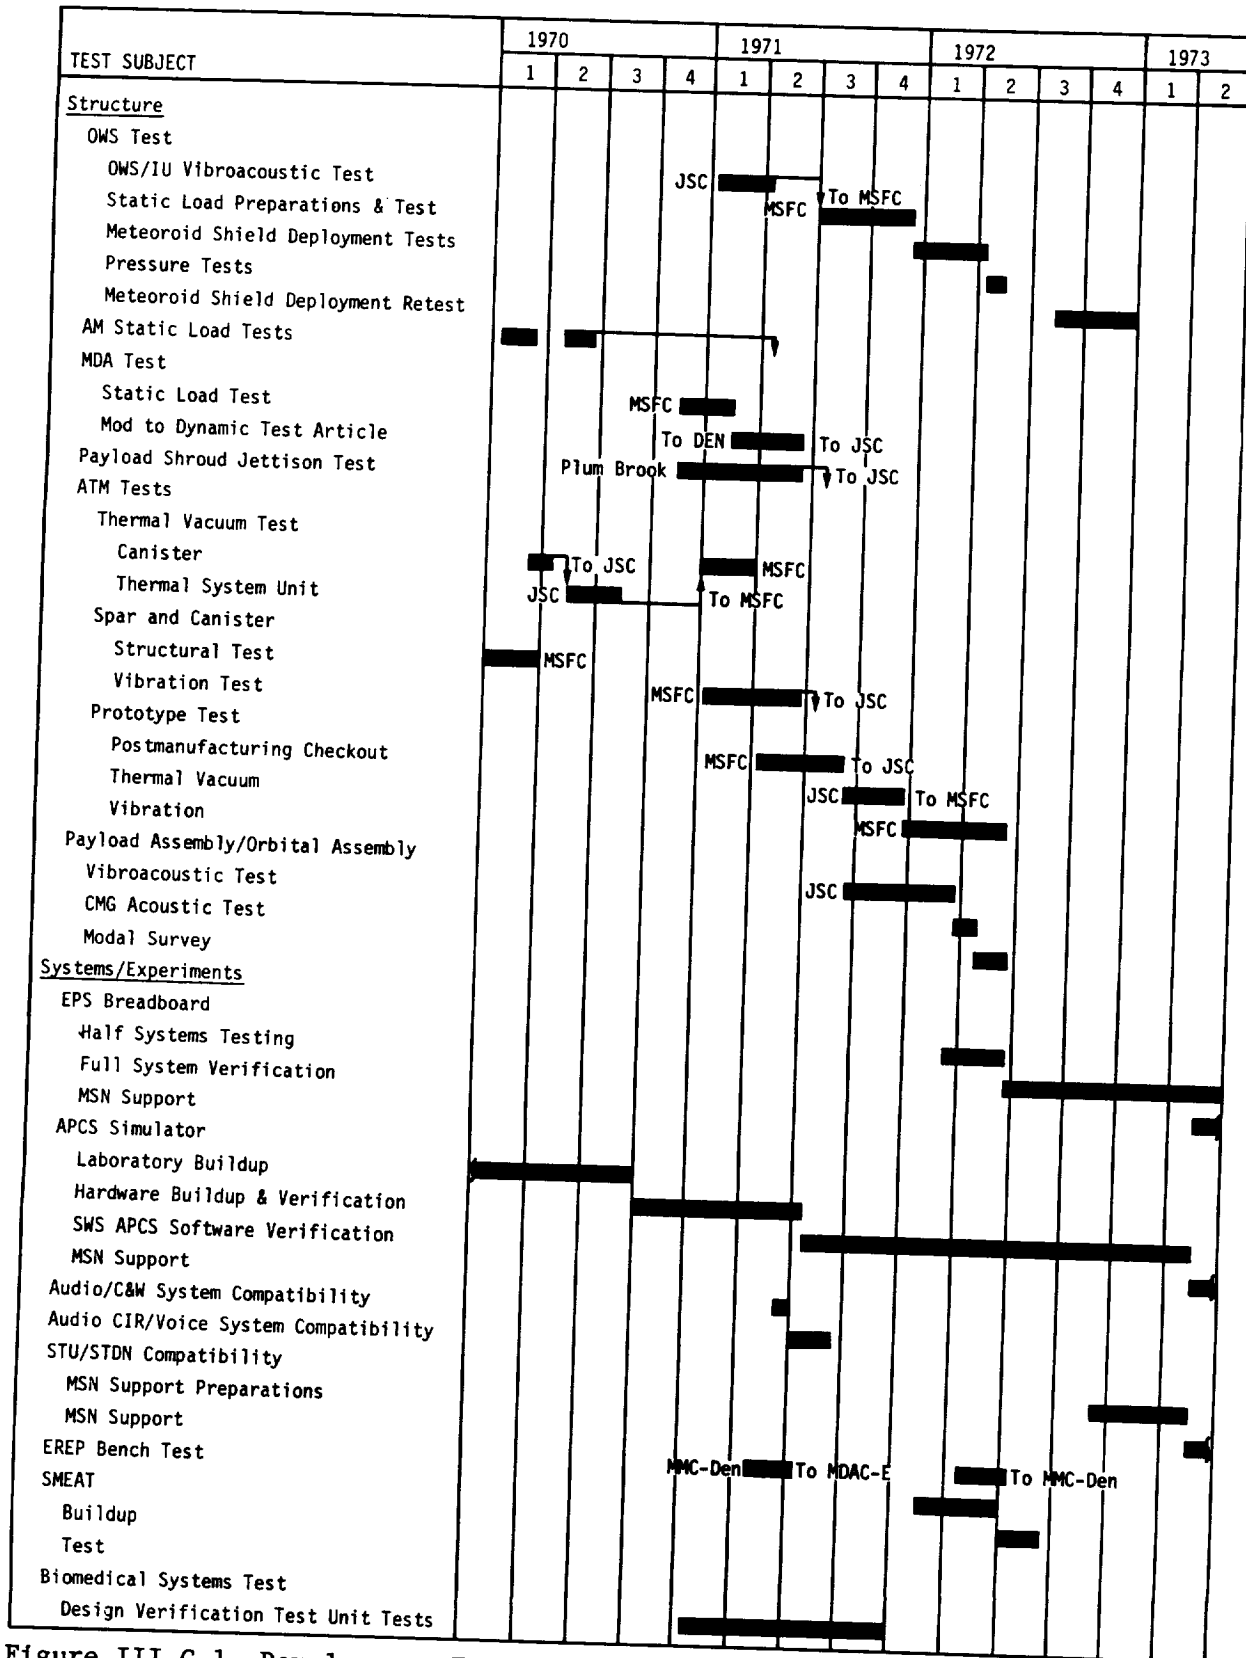 1970 1971 1972 1973
TEST SUBJECT 1 2 3 4 1 2 3 4 1 2 3 4 1 2
Structure
OWS Test
OWS/IU Vibroacoustic Test JSC To MSFC
Static Load Preparations & Test MSFC
Meteoroid Shield Deployment Tests
Pressure Tests
Meteoroid Shield Deployment Retest
AM Static Load Tests
MDA Test
Static Load Test MSFC
Mod to Dynamic Test Article To DEN To JSC
Payload Shroud Jettison Test Plum Brook To JSC
ATM Tests
Thermal Vacuum Test
Canister To JSC MSFC
Thermal System Unit JSC To MSFC
Spar and Canister
Structural Test MSFC
Vibration Test MSFC To JSC
Prototype Test
Postmanufacturing Checkout MSFC To JSC
Thermal Vacuum JSC To MSFC
Vibration MSFC
Payload Assembly/Orbital Assembly
Vibroacoustic Test JSC
CMG Acoustic Test
Modal Survey
Systems/Experiments
EPS Breadboard
Half Systems Testing
Full System Verification
MSN Support
APCS Simulator
Laboratory Buildup
Hardware Buildup & Verification
SWS APCS Software Verification
MSN Support
Audio/C&W System Compatibility
Audio CIR/Voice System Compatibility
STU/STDN Compatibility
MSN Support Preparations
MSN Support
EREP Bench Test MMC-Den To MDAC-E To MMC-Den
SMEAT
Buildup
Test
Biomedical Systems Test
Design Verification Test Unit Tests
Figure III.C-1